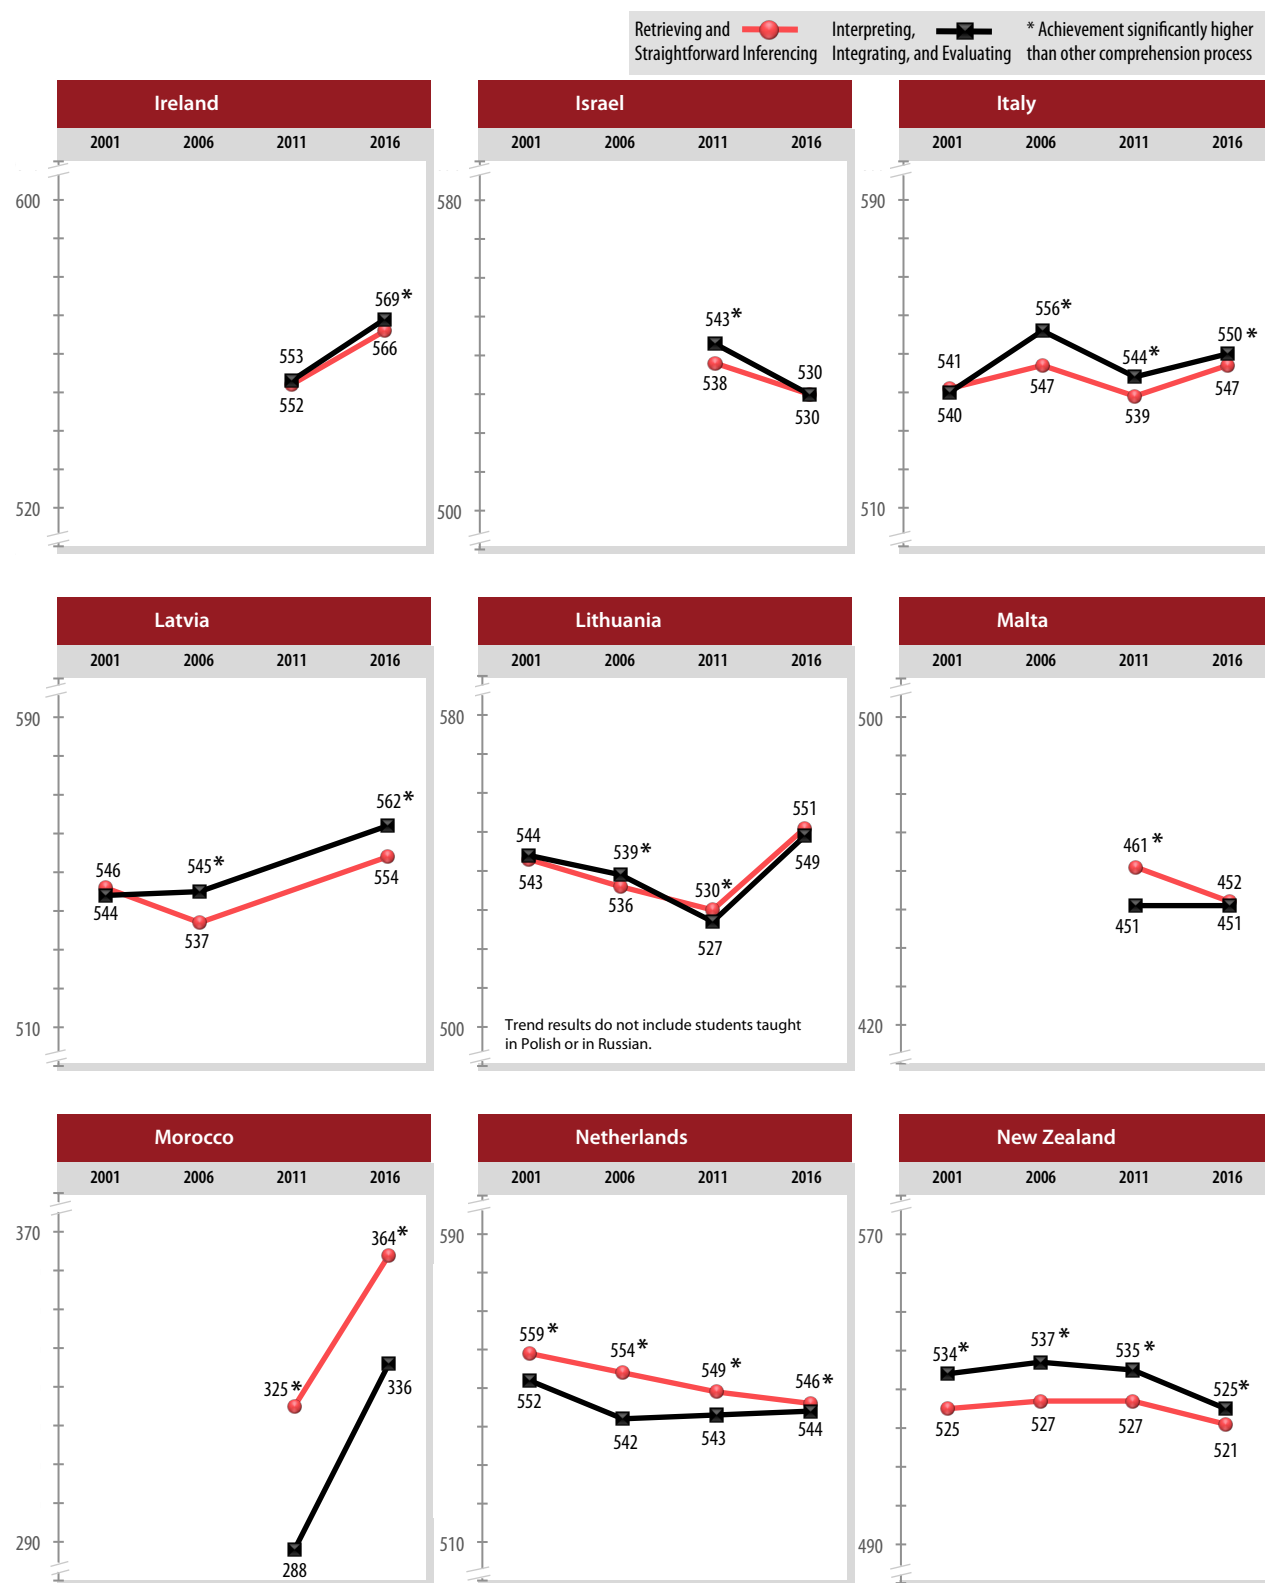 Retrieving and
Straightforward Inferencing
Interpreting,
Integrating, and Evaluating
* Achievement significantly higher
than other comprehension process
Ireland
2001 2006 2011 2016
600
569*
566
553
552
520
Israel
2001 2006 2011 2016
580
543*
538
530
530
500
Italy
2001 2006 2011 2016
590
556*
550*
541
544*
547
547
540
539
510
Latvia
2001 2006 2011 2016
590
562*
546
545*
554
544
537
510
Lithuania
2001 2006 2011 2016
580
551
544
539*
549
543
530*
536
527
500
Trend results do not include students taught
in Polish or in Russian.
Malta
2001 2006 2011 2016
500
461*
452
451
451
420
Morocco
2001 2006 2011 2016
370
364*
325*
336
290
288
Netherlands
2001 2006 2011 2016
590
559*
554*
549*
546*
552
542
543
544
510
New Zealand
2001 2006 2011 2016
570
534*
537*
535*
525*
525
527
527
521
490